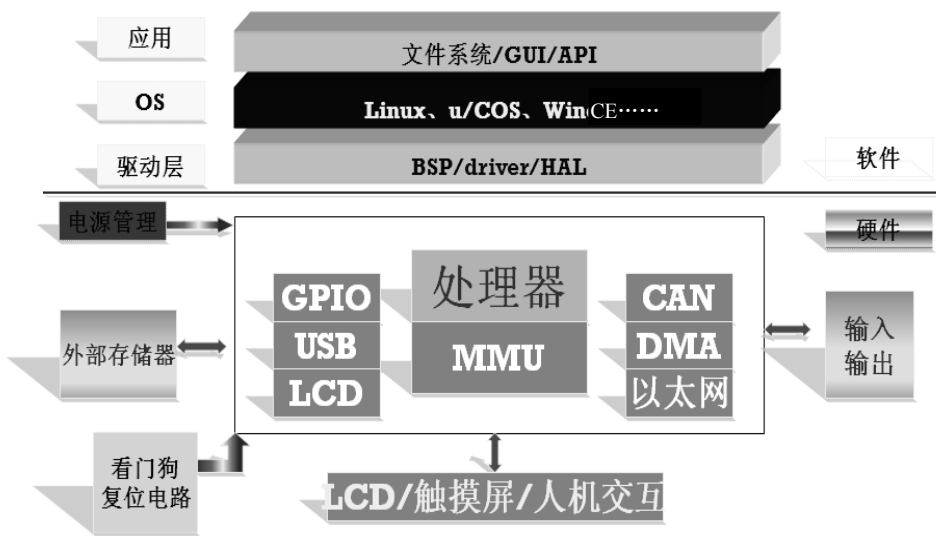 应用
文件系统/GUI/API
OS
Linux、u/COS、WinCE……
驱动层
BSP/driver/HAL
软件
电源管理
硬件
GPIO
处理器
CAN
USB
MMU
DMA
LCD
以太网
外部存储器
输入
输出
看门狗
复位电路
LCD/触摸屏/人机交互